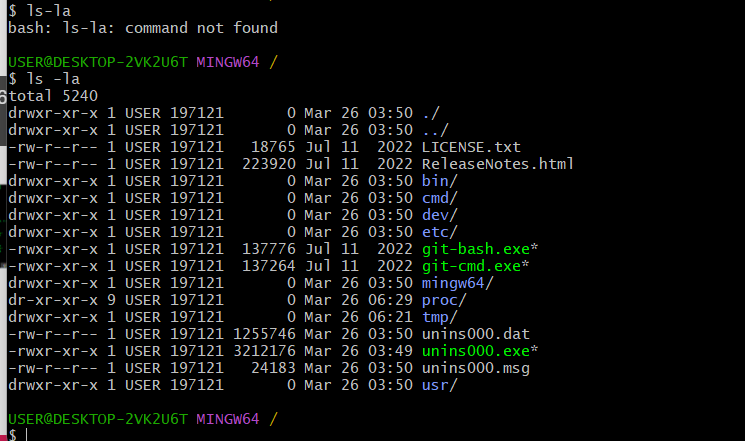 $ ls-la
bash: ls-la: command not found
USER@DESKTOP-2VK2U6T MINGW64 /
$ ls -la
total 5240
drwxr-xr-x 1 USER 197121       0 Mar 26 03:50 ./
drwxr-xr-x 1 USER 197121       0 Mar 26 03:50 ../
-rw-r--r-- 1 USER 197121   18765 Jul 11  2022 LICENSE.txt
-rw-r--r-- 1 USER 197121  223920 Jul 11  2022 ReleaseNotes.html
drwxr-xr-x 1 USER 197121       0 Mar 26 03:50 bin/
drwxr-xr-x 1 USER 197121       0 Mar 26 03:50 cmd/
drwxr-xr-x 1 USER 197121       0 Mar 26 03:50 dev/
drwxr-xr-x 1 USER 197121       0 Mar 26 03:50 etc/
-rwxr-xr-x 1 USER 197121  137776 Jul 11  2022 git-bash.exe*
-rwxr-xr-x 1 USER 197121  137264 Jul 11  2022 git-cmd.exe*
drwxr-xr-x 1 USER 197121       0 Mar 26 03:50 mingw64/
dr-xr-xr-x 9 USER 197121       0 Mar 26 06:29 proc/
drwxr-xr-x 1 USER 197121       0 Mar 26 06:21 tmp/
-rw-r--r-- 1 USER 197121 1255746 Mar 26 03:50 unins000.dat
-rwxr-xr-x 1 USER 197121 3212176 Mar 26 03:49 unins000.exe*
-rw-r--r-- 1 USER 197121   24183 Mar 26 03:50 unins000.msg
drwxr-xr-x 1 USER 197121       0 Mar 26 03:50 usr/
USER@DESKTOP-2VK2U6T MINGW64 /
$